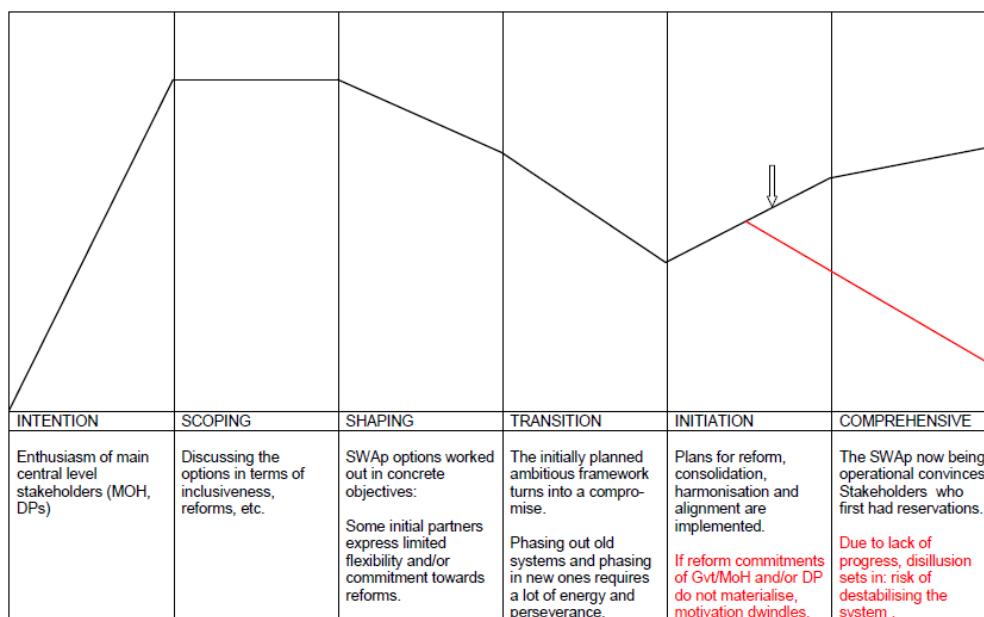 INTENTION
SCOPING
SHAPING
TRANSITION
INITIATION
COMPREHENSIVE
Enthusiasm of main
central level
stakeholders (MOH,
DPs)
Discussing the
options in terms of
inclusiveness,
reforms, etc.
SWAp options worked
out in concrete
objectives:
Some initial partners
express limited
flexibility and/or
commitment towards
reforms.
The initially planned
ambitious framework
turns into a compro-
mise.
Phasing out old
systems and phasing
in new ones requires
a lot of energy and
perseverance.
Plans for reform,
consolidation,
harmonisation and
alignment are
implemented.
If reform commitments
of Gvt/MoH and/or DP
do not materialise,
motivation dwindles.
The SWAp now being
operational convinces
Stakeholders who
first had reservations.
Due to lack of
progress, disillusion
sets in: risk of
destabilising the
system .